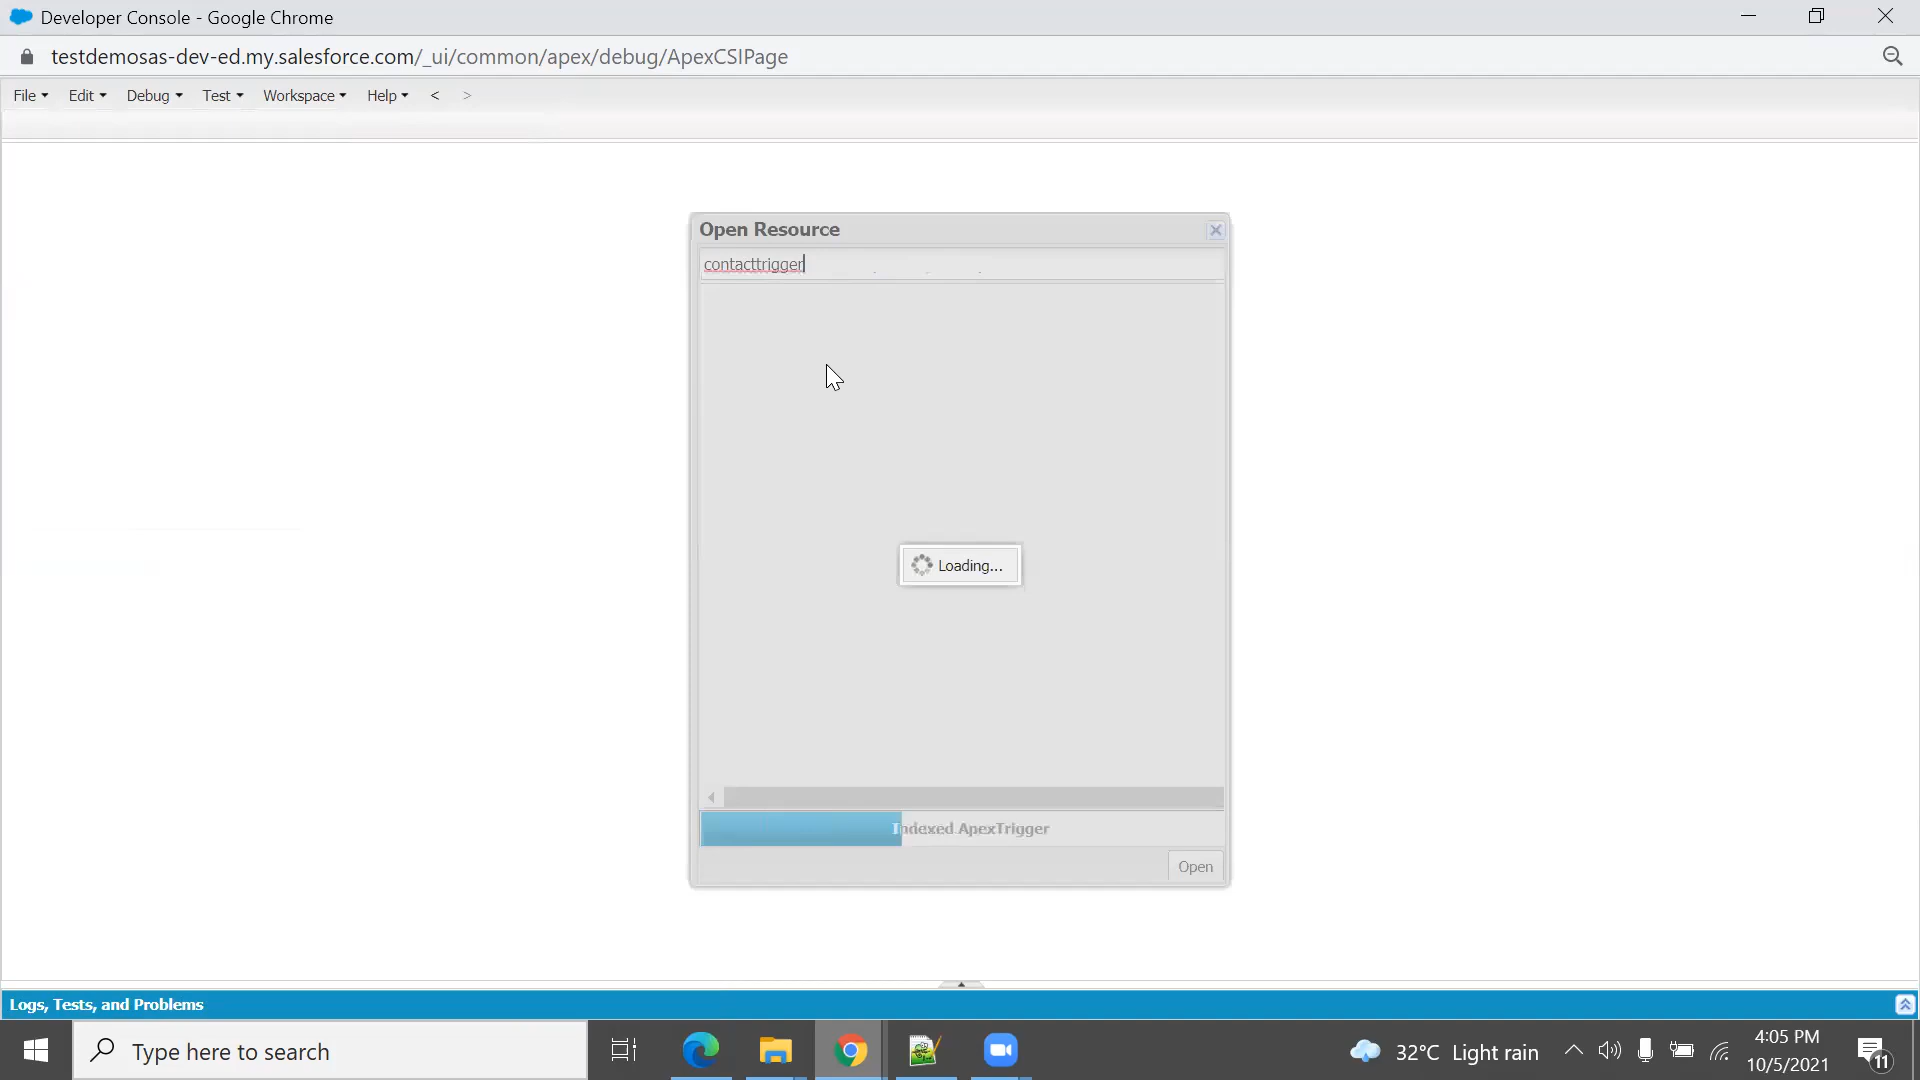 Developer Console - Google Chrome
testdemosas-dev-ed.my.salesforce.com/_ui/common/apex/debug/ApexCSIPage
File Edit Debug Test Workspace Help < >
Open Resource
contacttrigger
Loading...
Indexed ApexTrigger
Open
Logs, Tests, and Problems
Type here to search
32°C Light rain
4:05 PM
10/5/2021
11